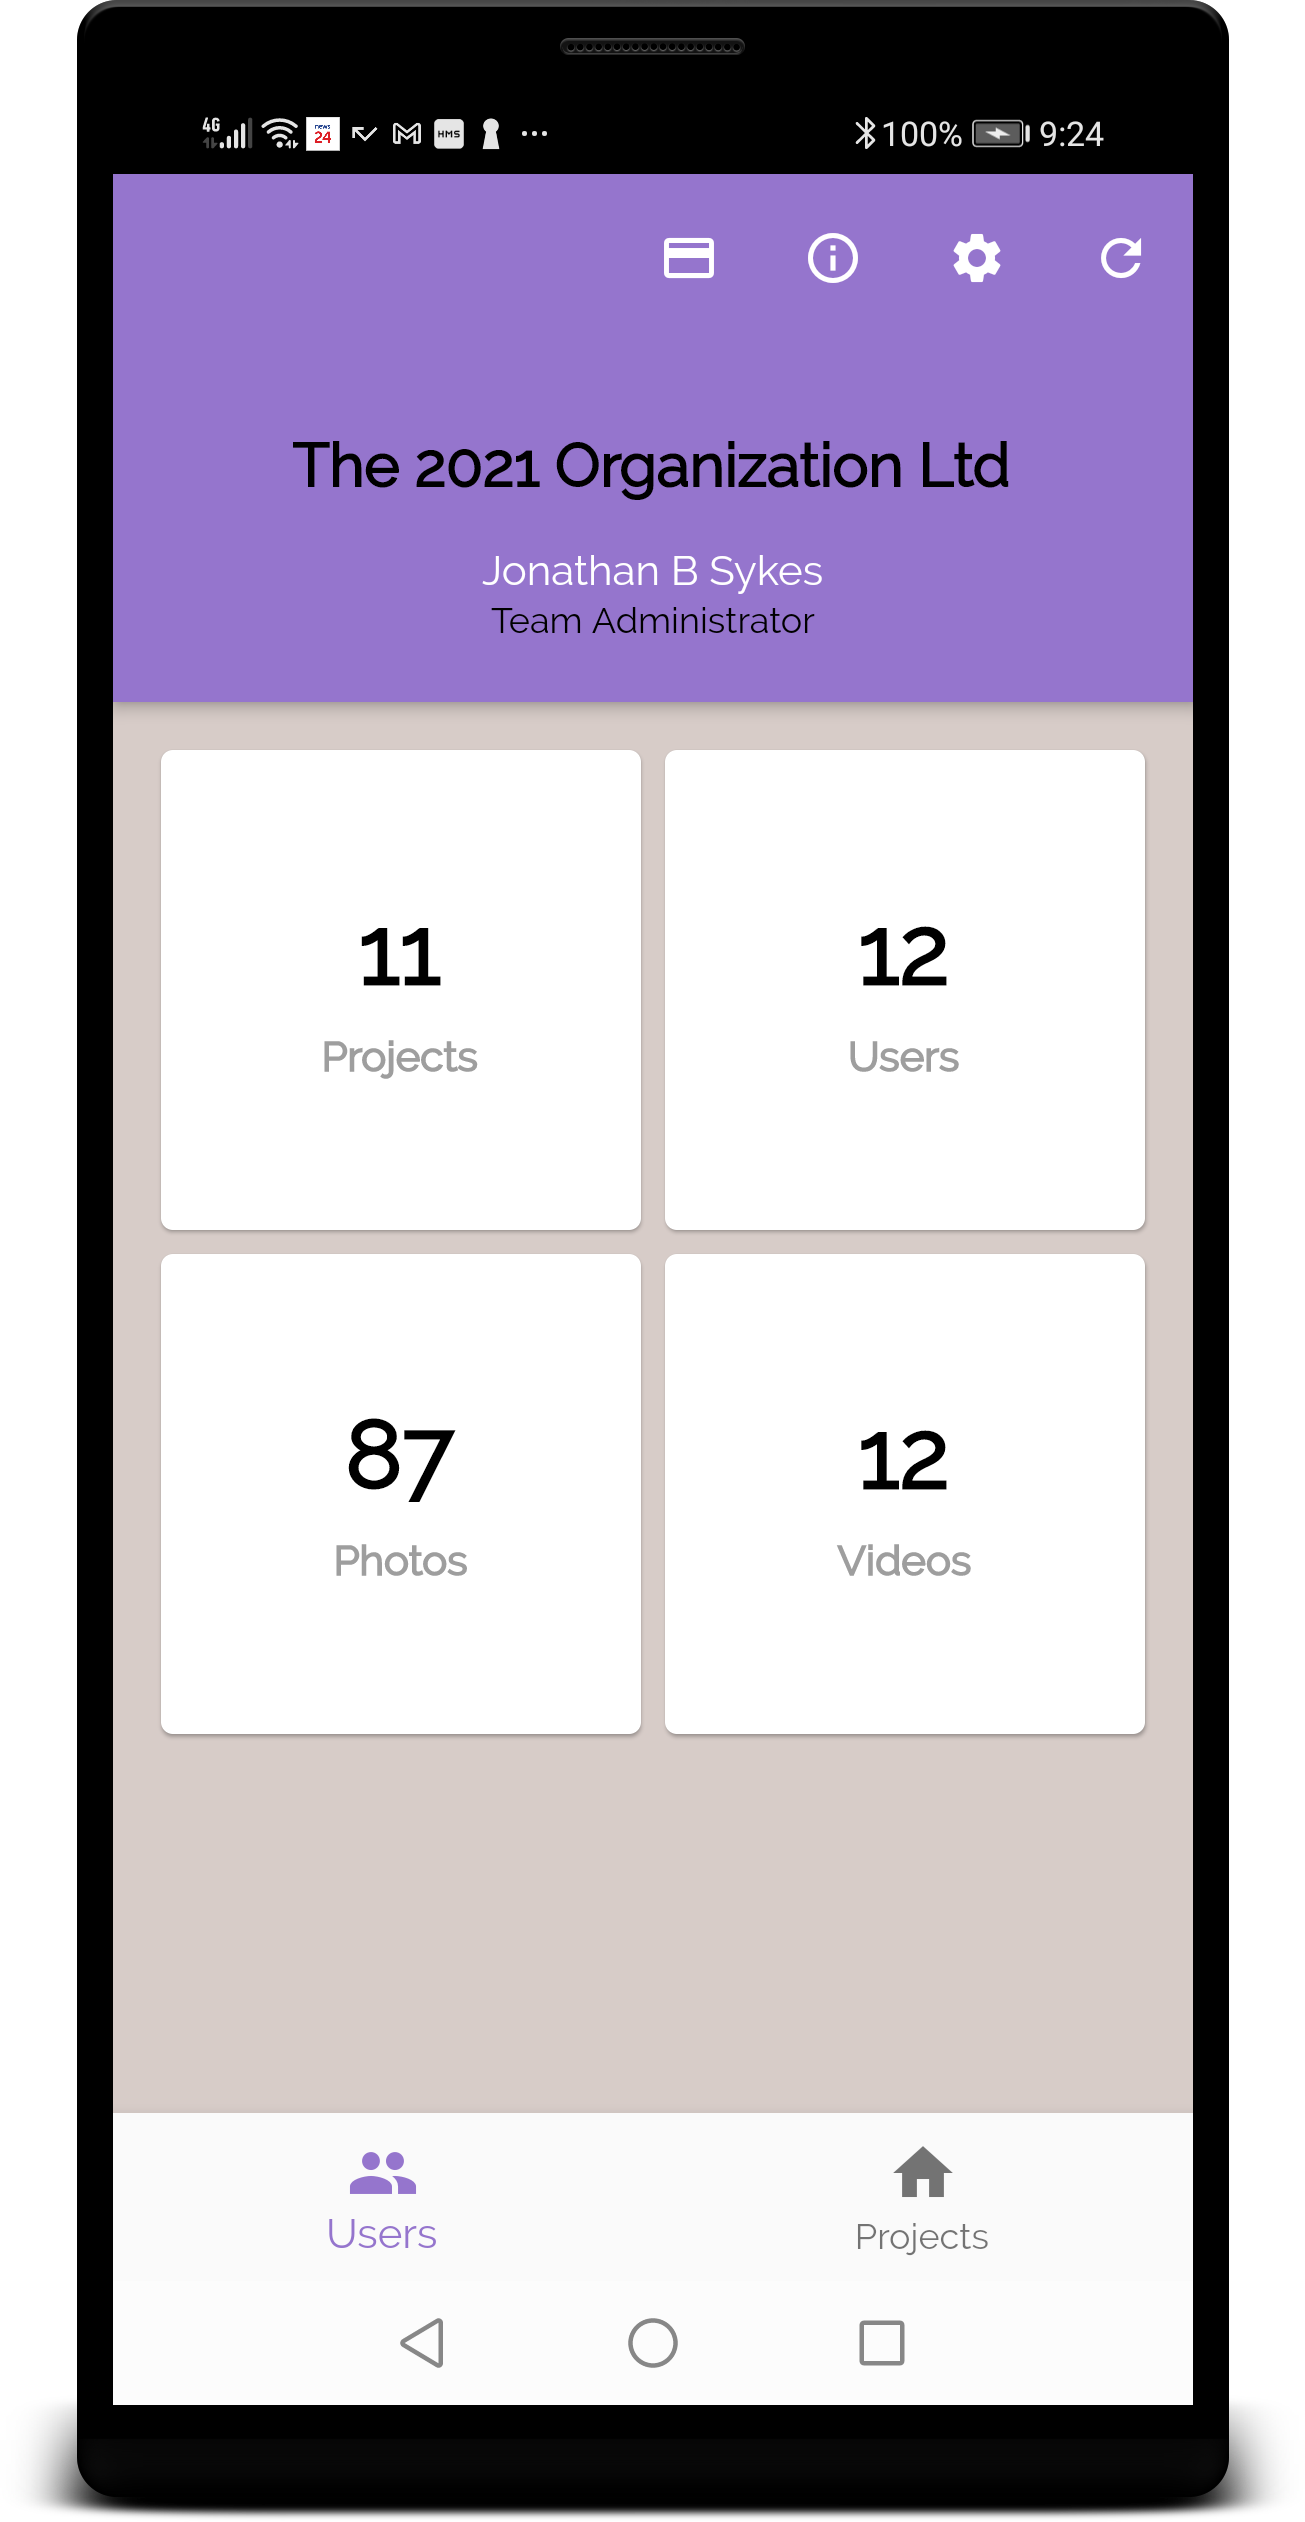 4G news 24 HMS 100% 9:24
The 2021 Organization Ltd
Jonathan B Sykes
Team Administrator
11 12
Projects Users
87 12
Photos Videos
Users Projects